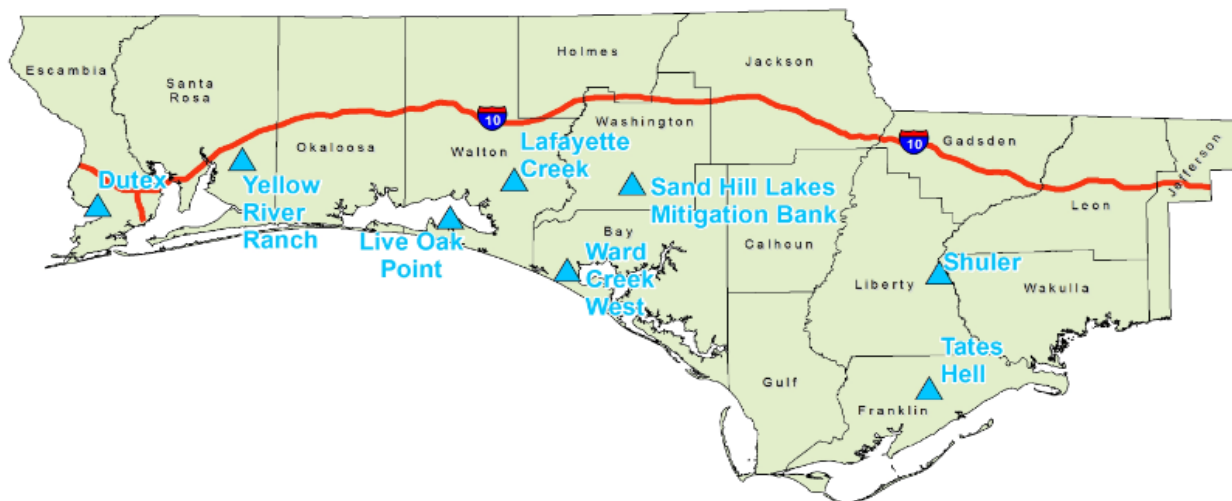 Escambia
Santa
Rosa
Okaloosa
Walton
Holmes
Washington
Jackson
Bay
Calhoun
Gulf
Liberty
Franklin
Gadsden
Leon
Wakulla
Jefferson
10
10
Dutex
Yellow
River
Ranch
Live Oak
Point
Lafayette
Creek
Ward
Creek
West
Sand Hill Lakes
Mitigation Bank
Shuler
Tates
Hell